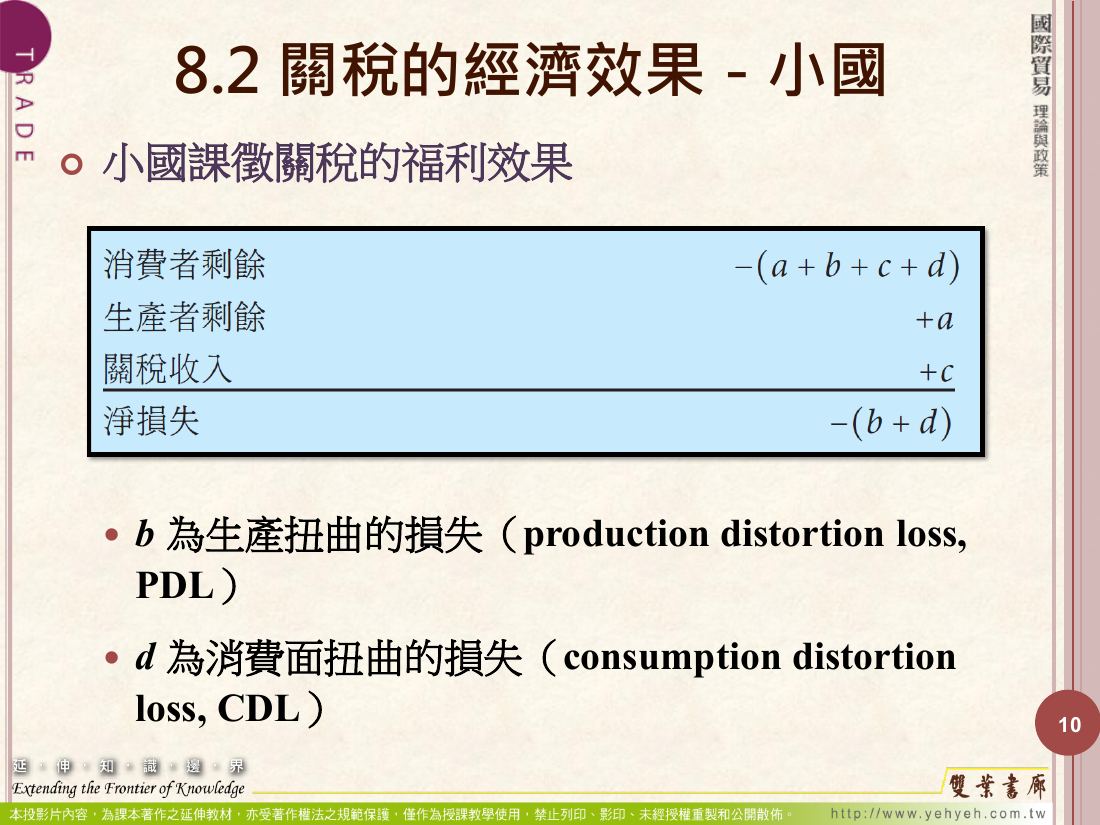 TRADE
國際貿易 理論與政策
8.2 關稅的經濟效果 - 小國
小國課徵關稅的福利效果
消費者剩餘 −(a + b + c + d)
生產者剩餘 +a
關稅收入 +c
淨損失 −(b + d)
b 為生產扭曲的損失（production distortion loss,
PDL）
d 為消費面扭曲的損失（consumption distortion
loss, CDL）
10
延 ‧ 伸 ‧ 知 ‧ 識 ‧ 邊 ‧ 界
Extending the Frontier of Knowledge
雙葉書廊
本投影片內容，為課本著作之延伸教材，亦受著作權法之規範保護，僅作為授課教學使用，禁止列印、影印、未經授權重製和公開散佈。
http://www.yehyeh.com.tw